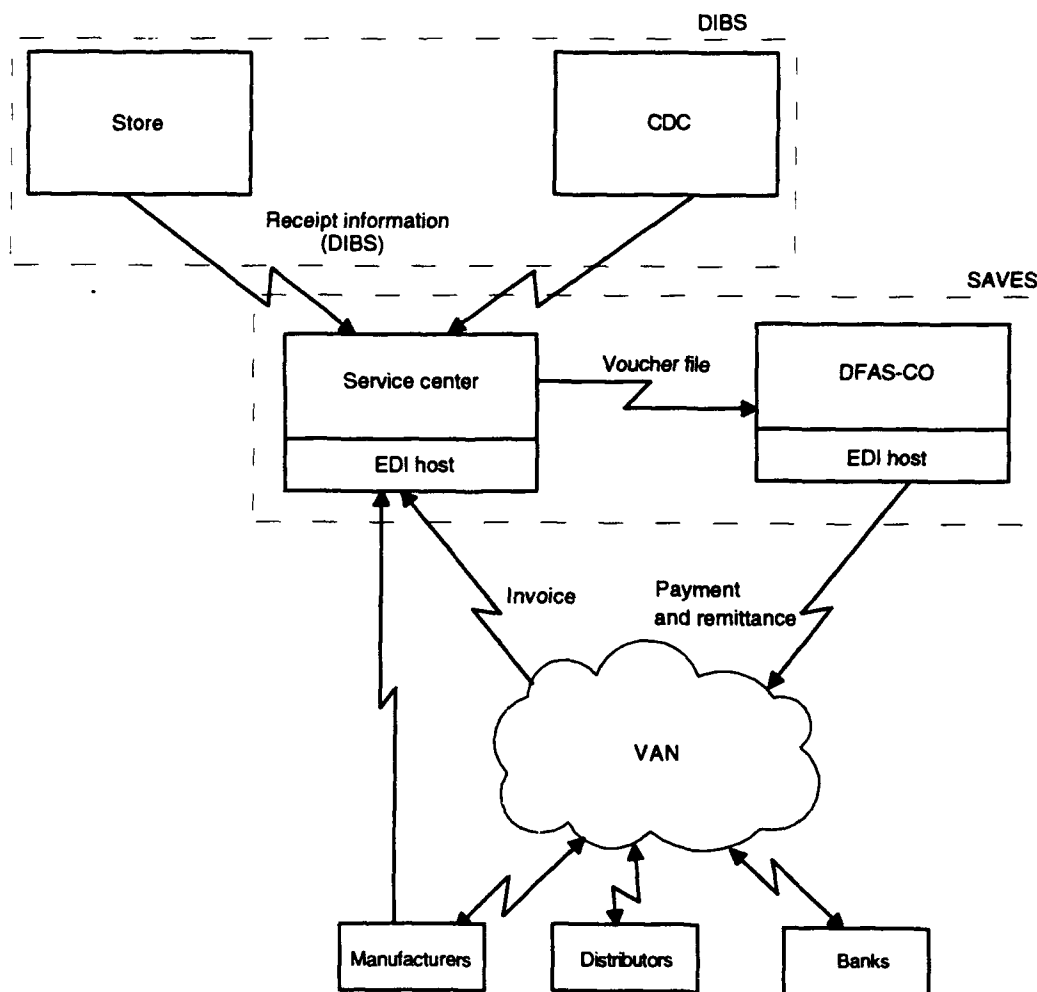 DIBS
Store
CDC
Receipt information
(DIBS)
SAVES
Service center
Voucher file
DFAS-CO
EDI host
EDI host
Invoice
Payment
and remittance
VAN
Manufacturers
Distributors
Banks